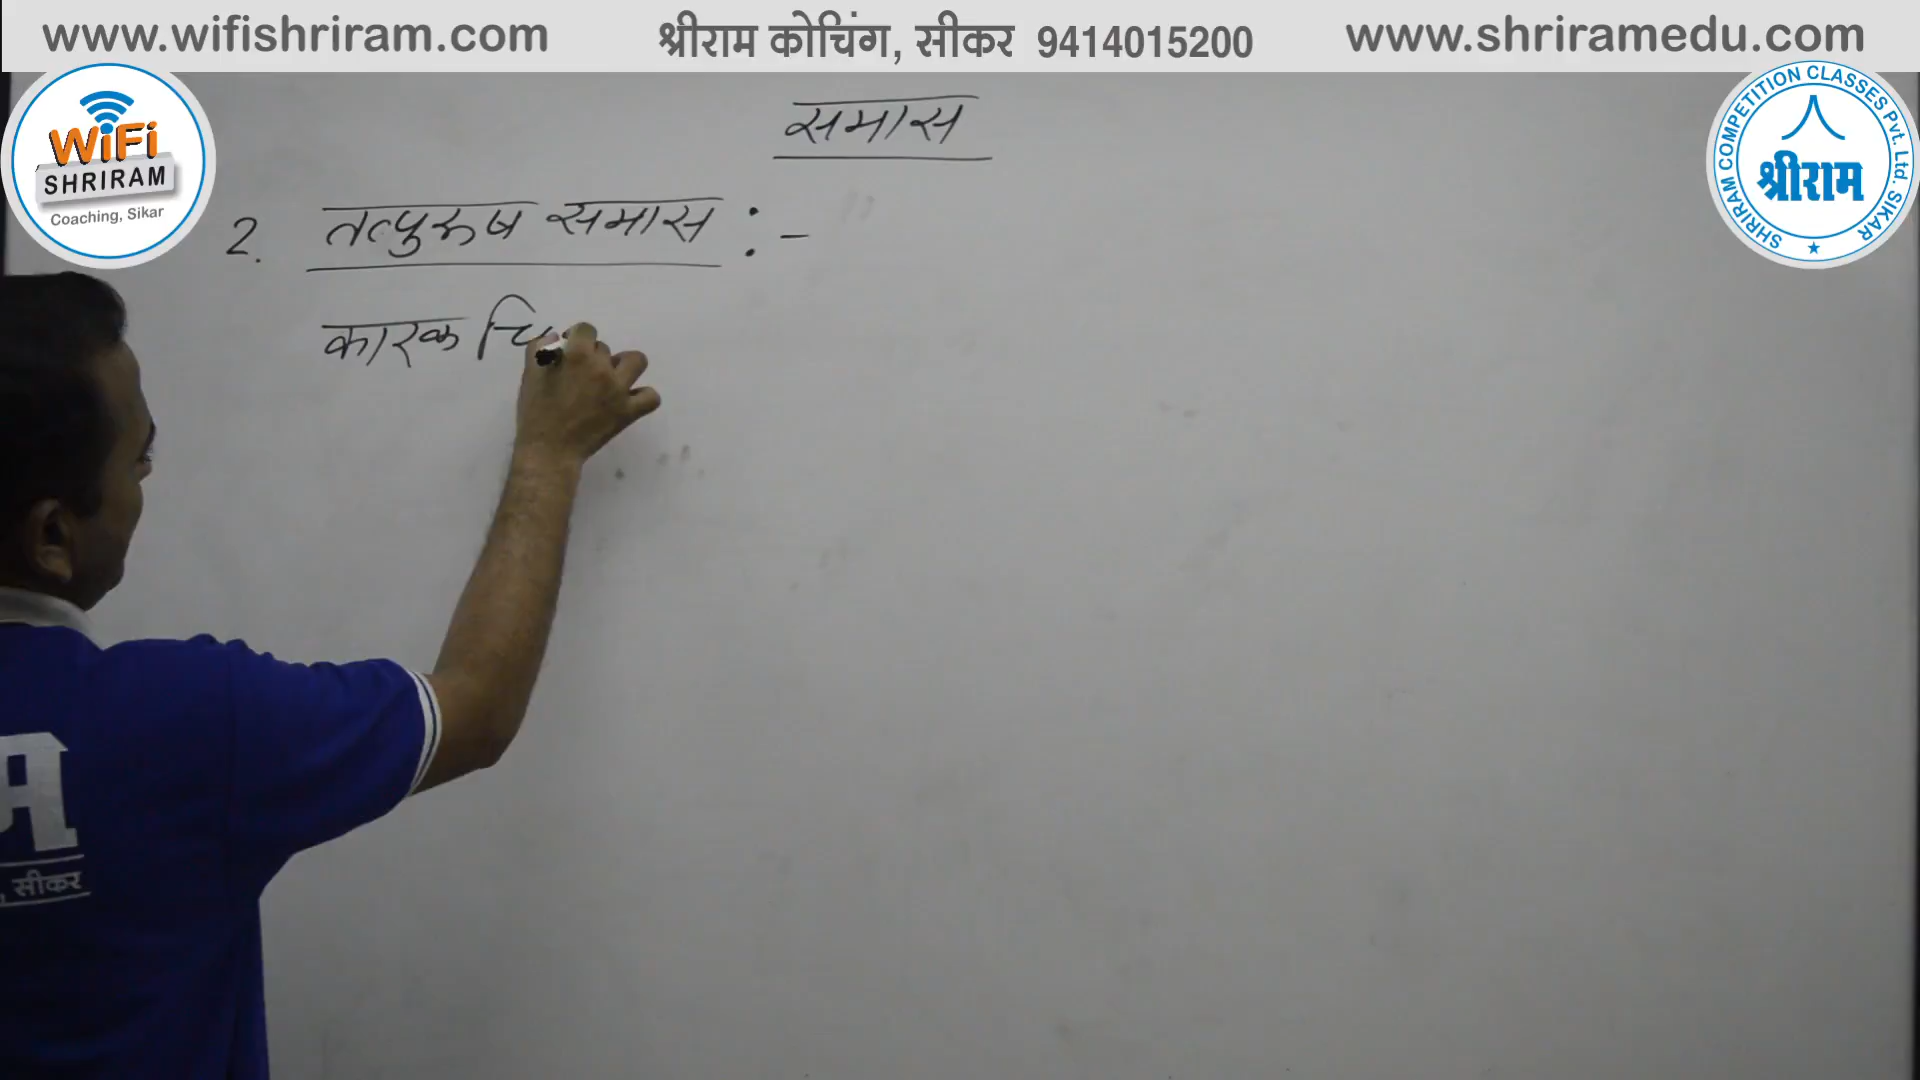 www.wifishriram.com
श्रीराम कोचिंग, सीकर 9414015200
www.shriramedu.com
WiFi
SHRIRAM
Coaching, Sikar
SHRIRAM COMPETITION CLASSES Pvt. Ltd. SIKAR
श्रीराम
समास
2. तत्पुरुष समास :-
कारक
सीकर